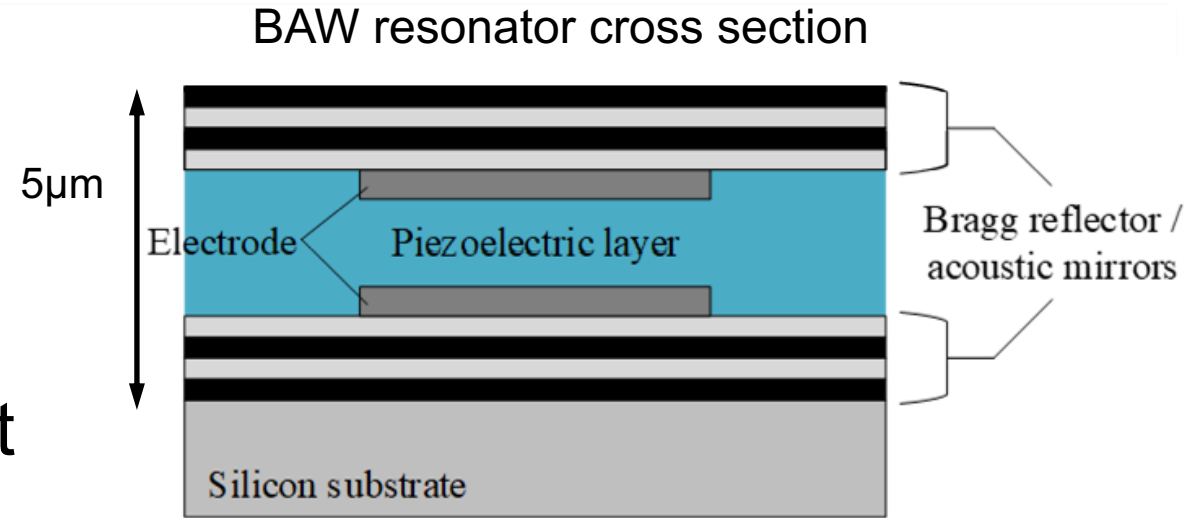 BAW resonator cross section
5µm
Electrode
Piezoelectric layer
Bragg reflector /
acoustic mirrors
t
Silicon substrate